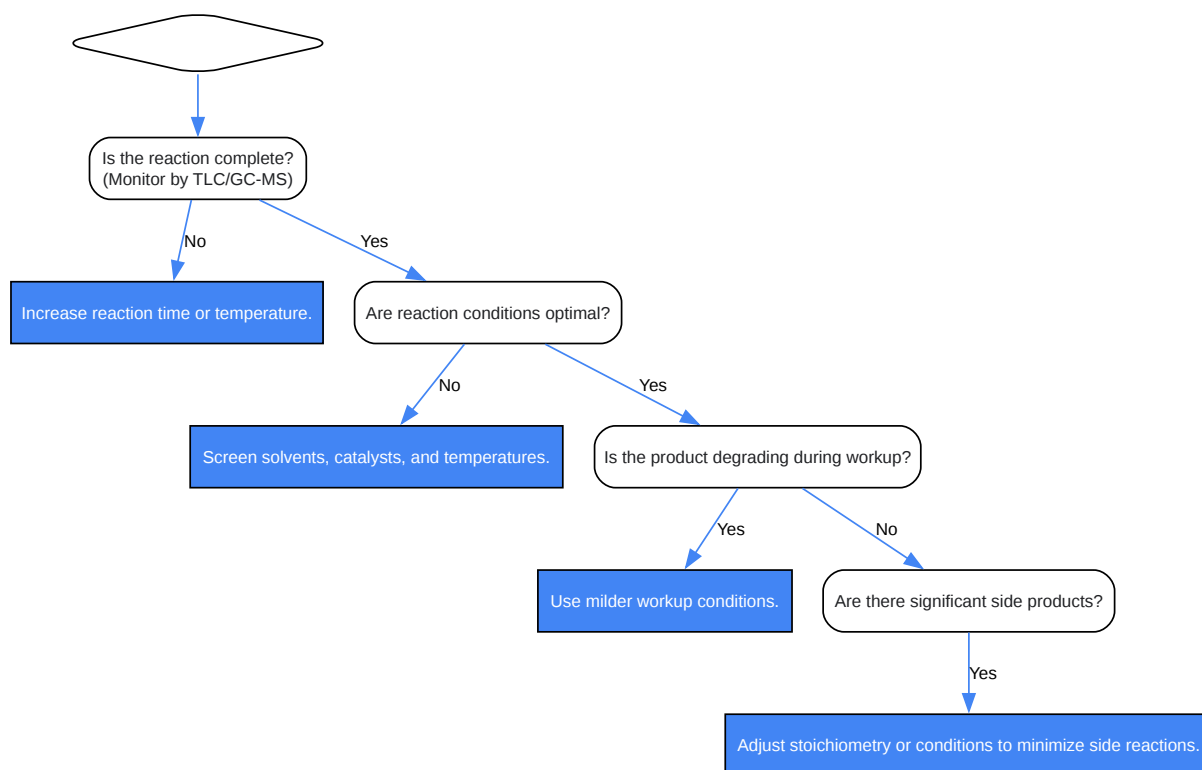 Is the reaction complete?
(Monitor by TLC/GC-MS)
No
Yes
Increase reaction time or temperature.
Are reaction conditions optimal?
No
Yes
Screen solvents, catalysts, and temperatures.
Is the product degrading during workup?
Yes
No
Use milder workup conditions.
Are there significant side products?
Yes
Adjust stoichiometry or conditions to minimize side reactions.